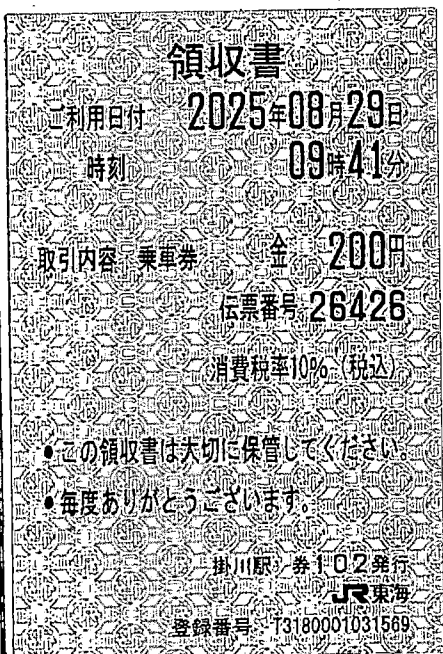 領収書
ご利用日付 2025年08月29日
時刻 09時41分
取引内容 乗車券 金 200円
伝票番号 26426
消費税率10% (税込)
●この領収書は大切に保管してください。
●毎度ありがとうございます。
掛川駅 券102発行
JR東海
登録番号 T3180001031569